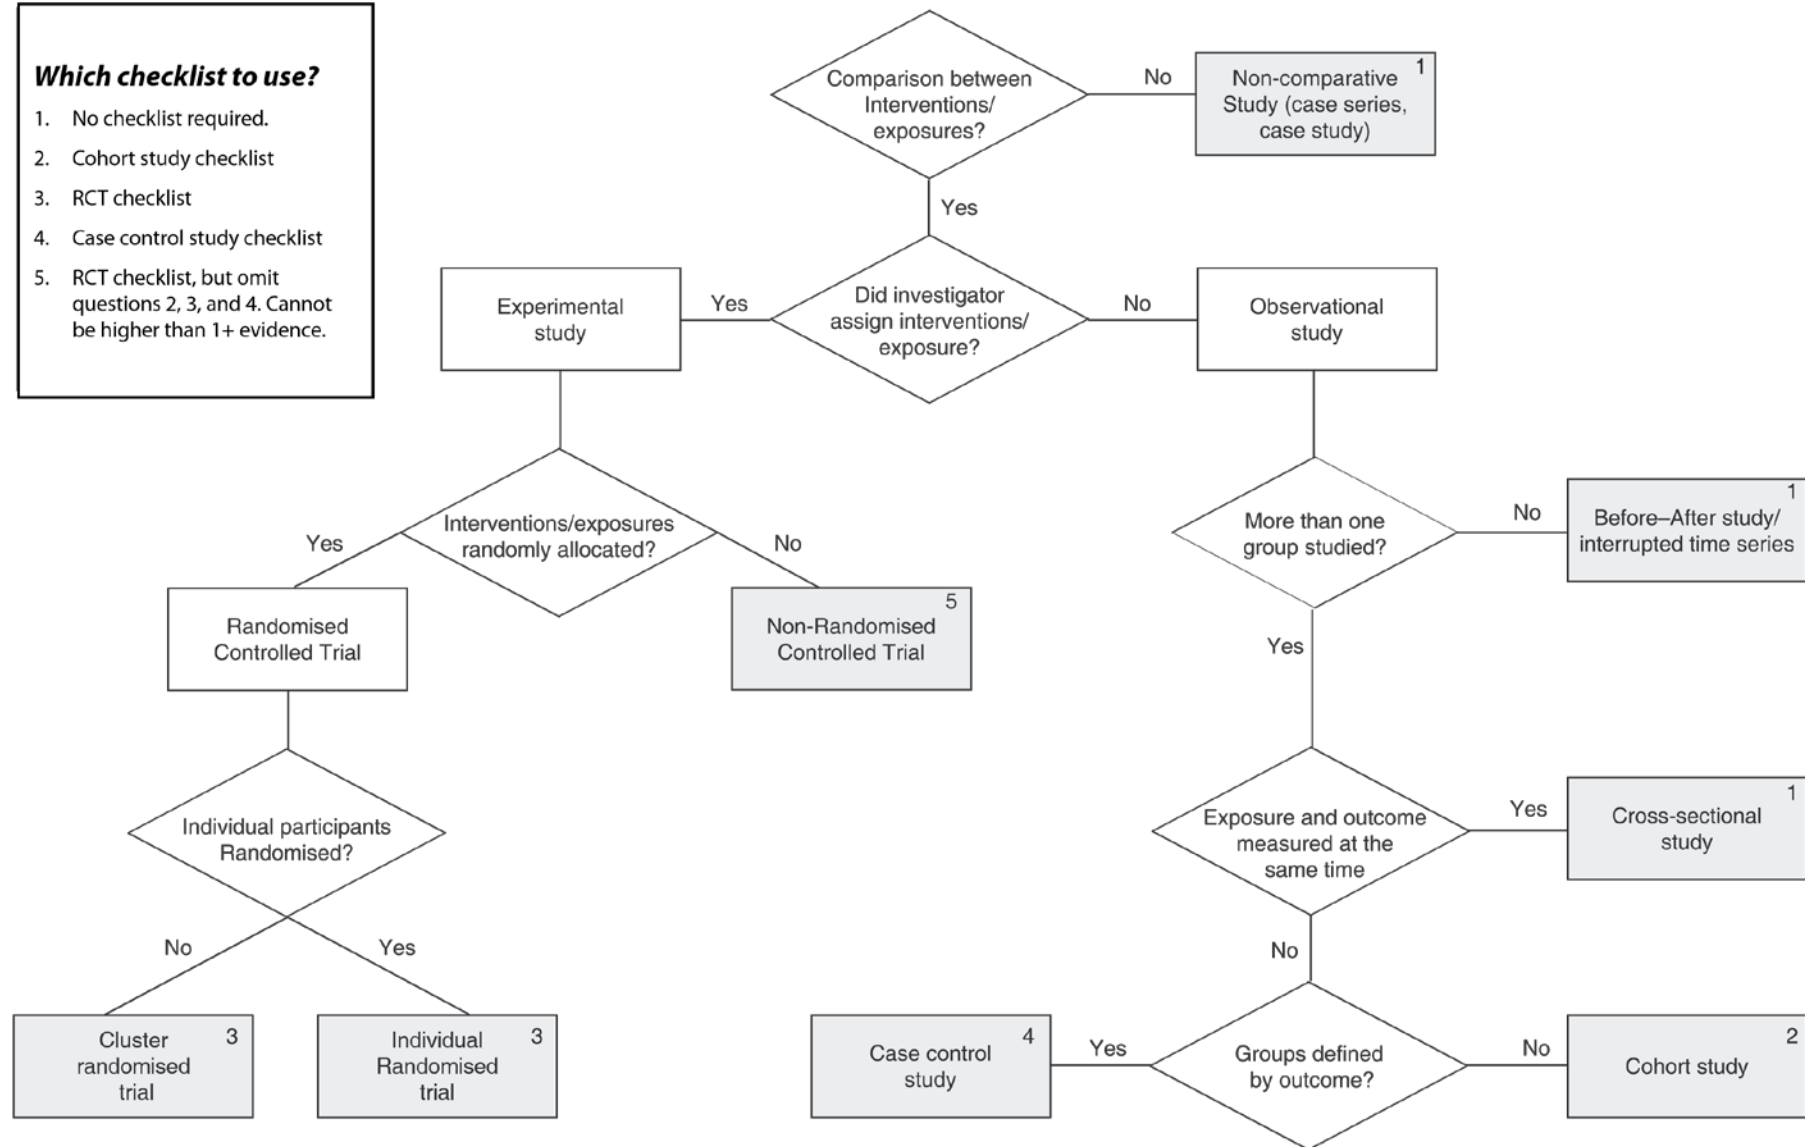 Which checklist to use?
1. No checklist required.
2. Cohort study checklist
3. RCT checklist
4. Case control study checklist
5. RCT checklist, but omit
questions 2, 3, and 4. Cannot
be higher than 1+ evidence.
Comparison between
Interventions/
exposures?
No
1
Non-comparative
Study (case series,
case study)
Yes
Experimental
study
Yes
Did investigator
assign interventions/
exposure?
No
Observational
study
Interventions/exposures
randomly allocated?
Yes
No
More than one
group studied?
No
1
Before–After study/
interrupted time series
Randomised
Controlled Trial
5
Non-Randomised
Controlled Trial
Yes
Individual participants
Randomised?
Exposure and outcome
measured at the
same time
Yes
1
Cross-sectional
study
No
Yes
No
3
Cluster
randomised
trial
3
Individual
Randomised
trial
4
Case control
study
Yes
Groups defined
by outcome?
No
2
Cohort study